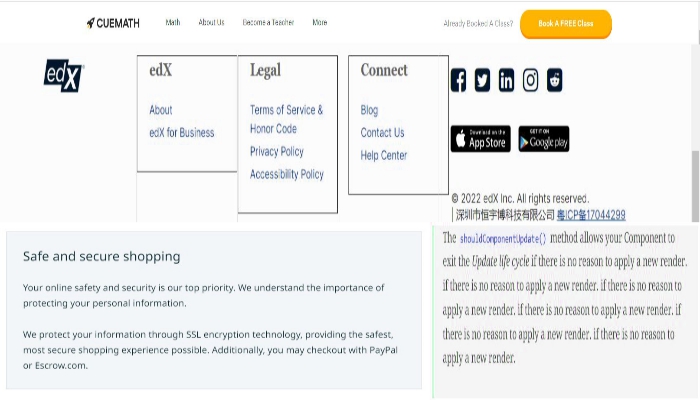 CUEMATH
Math
About Us
Become a Teacher
More
Already Booked A Class?
Book A FREE Class
edX
edX
About
edX for Business
Legal
Terms of Service &
Honor Code
Privacy Policy
Accessibility Policy
Connect
Blog
Contact Us
Help Center
Download on the
App Store
GET IT ON
Google play
© 2022 edX Inc. All rights reserved.
| 深圳市恒宇博科技有限公司 粤ICP备17044299
Safe and secure shopping
Your online safety and security is our top priority. We understand the importance of
protecting your personal information.
We protect your information through SSL encryption technology, providing the safest,
most secure shopping experience possible. Additionally, you may checkout with PayPal
or Escrow.com.
The shouldComponentUpdate() method allows your Component to
exit the Update life cycle if there is no reason to apply a new render.
if there is no reason to apply a new render. if there is no reason to
apply a new render. if there is no reason to apply a new render. if
there is no reason to apply a new render. if there is no reason to
apply a new render.